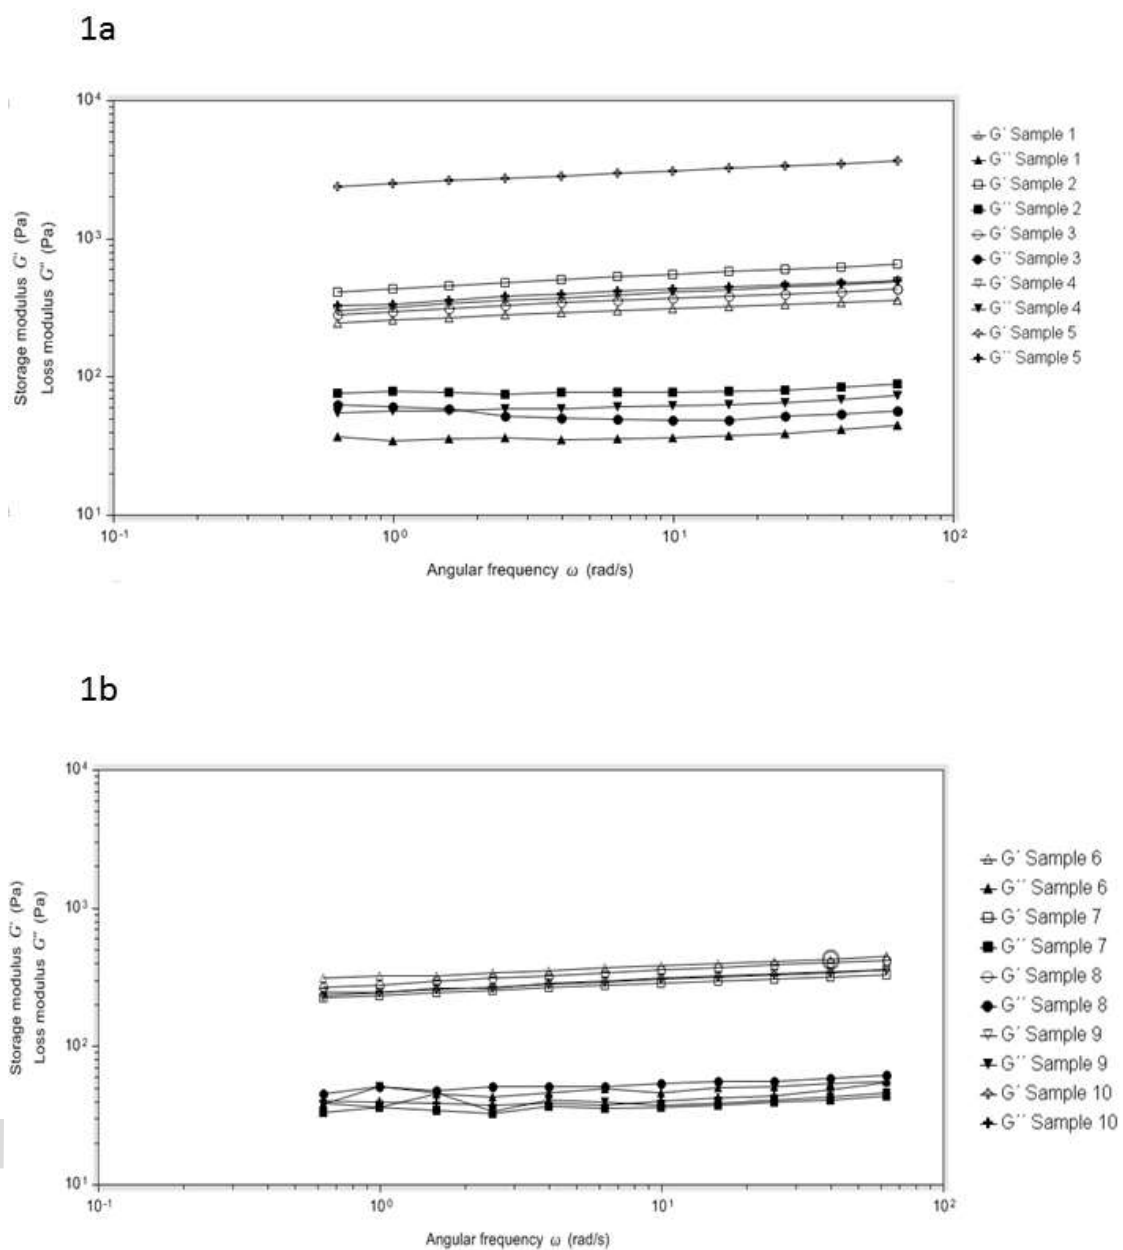 1a
10⁴
10³
10²
10¹
Storage modulus G' (Pa)
Loss modulus G'' (Pa)
10⁻¹
10⁰
10¹
10²
Angular frequency ω (rad/s)
G´ Sample 1
G´´ Sample 1
G´ Sample 2
G´´ Sample 2
G´ Sample 3
G´´ Sample 3
G´ Sample 4
G´´ Sample 4
G´ Sample 5
G´´ Sample 5
1b
10⁴
10³
10²
10¹
Storage modulus G' (Pa)
Loss modulus G'' (Pa)
10⁻¹
10⁰
10¹
10²
Angular frequency ω (rad/s)
G´ Sample 6
G´´ Sample 6
G´ Sample 7
G´´ Sample 7
G´ Sample 8
G´´ Sample 8
G´ Sample 9
G´´ Sample 9
G´ Sample 10
G´´ Sample 10